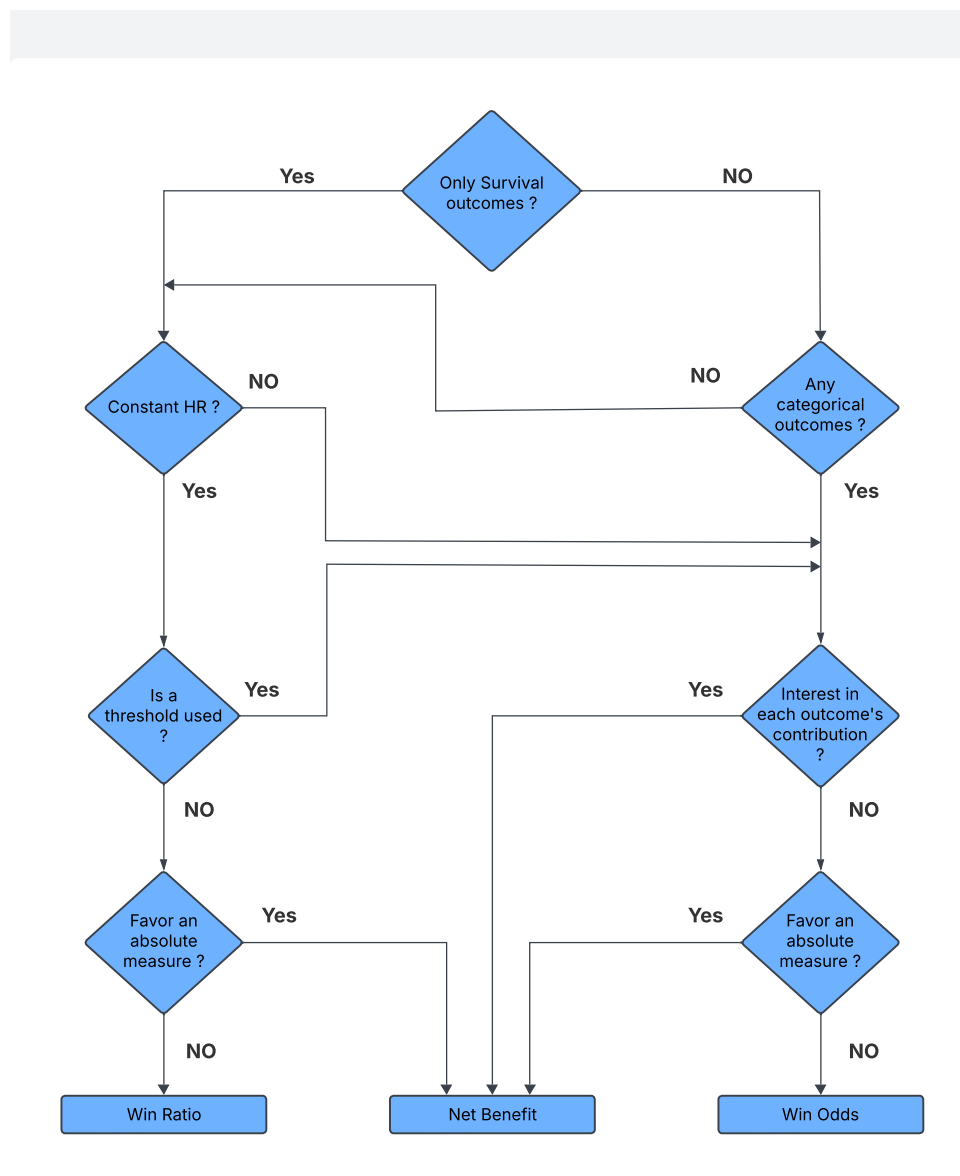 Yes
Only Survival
outcomes ?
NO
Constant HR ?
NO
NO
Any
categorical
outcomes ?
Yes
Yes
Is a
threshold used
?
Yes
Yes
Interest in
each outcome's
contribution
?
NO
NO
Favor an
absolute
measure ?
Yes
Yes
Favor an
absolute
measure ?
NO
NO
Win Ratio
Net Benefit
Win Odds